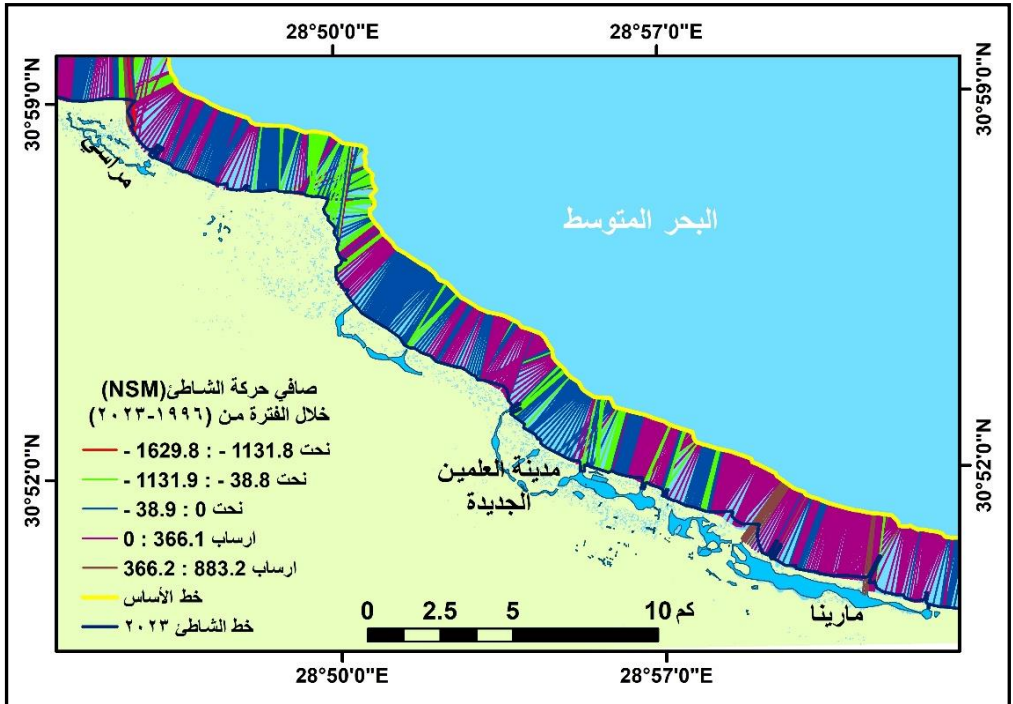 28°50'0"E
28°57'0"E
30°59'0"N
30°59'0"N
مراسي
البحر المتوسط
صافي حركة الشاطئ(NSM)
خلال الفترة من (١٩٩٦-٢٠٢٣)
نحت 1131.8 - : 1629.8 -
نحت 38.8 - : 1131.9 -
نحت 0 : 38.9 -
ارساب 366.1 : 0
ارساب 883.2 : 366.2
خط الأساس
خط الشاطئ ٢٠٢٣
30°52'0"N
30°52'0"N
مدينة العلمين
الجديدة
مارينا
0 2.5 5 10 كم
28°50'0"E
28°57'0"E